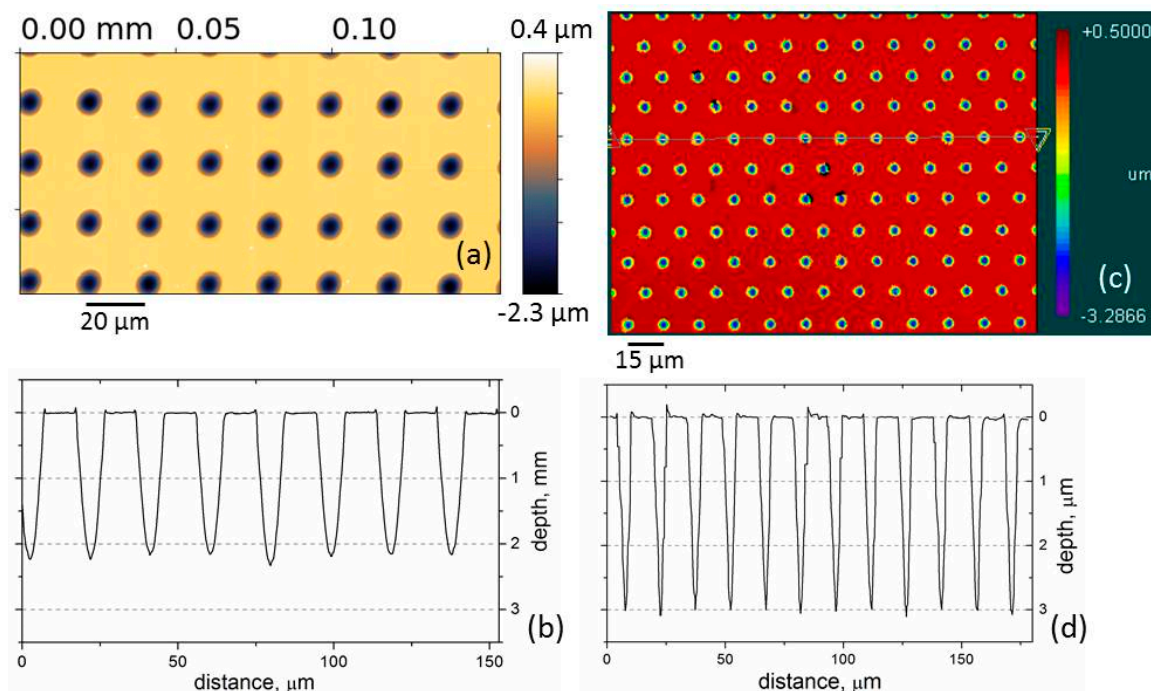 0.00 mm 0.05 0.10 0.4 µm
(a)
20 µm
-2.3 µm
+0.5000
um
(c)
-3.2866
15 µm
0
1
2
3
depth, mm
(b)
0 50 100 150
distance, µm
0
1
2
3
depth, µm
(d)
0 50 100 150
distance, µm